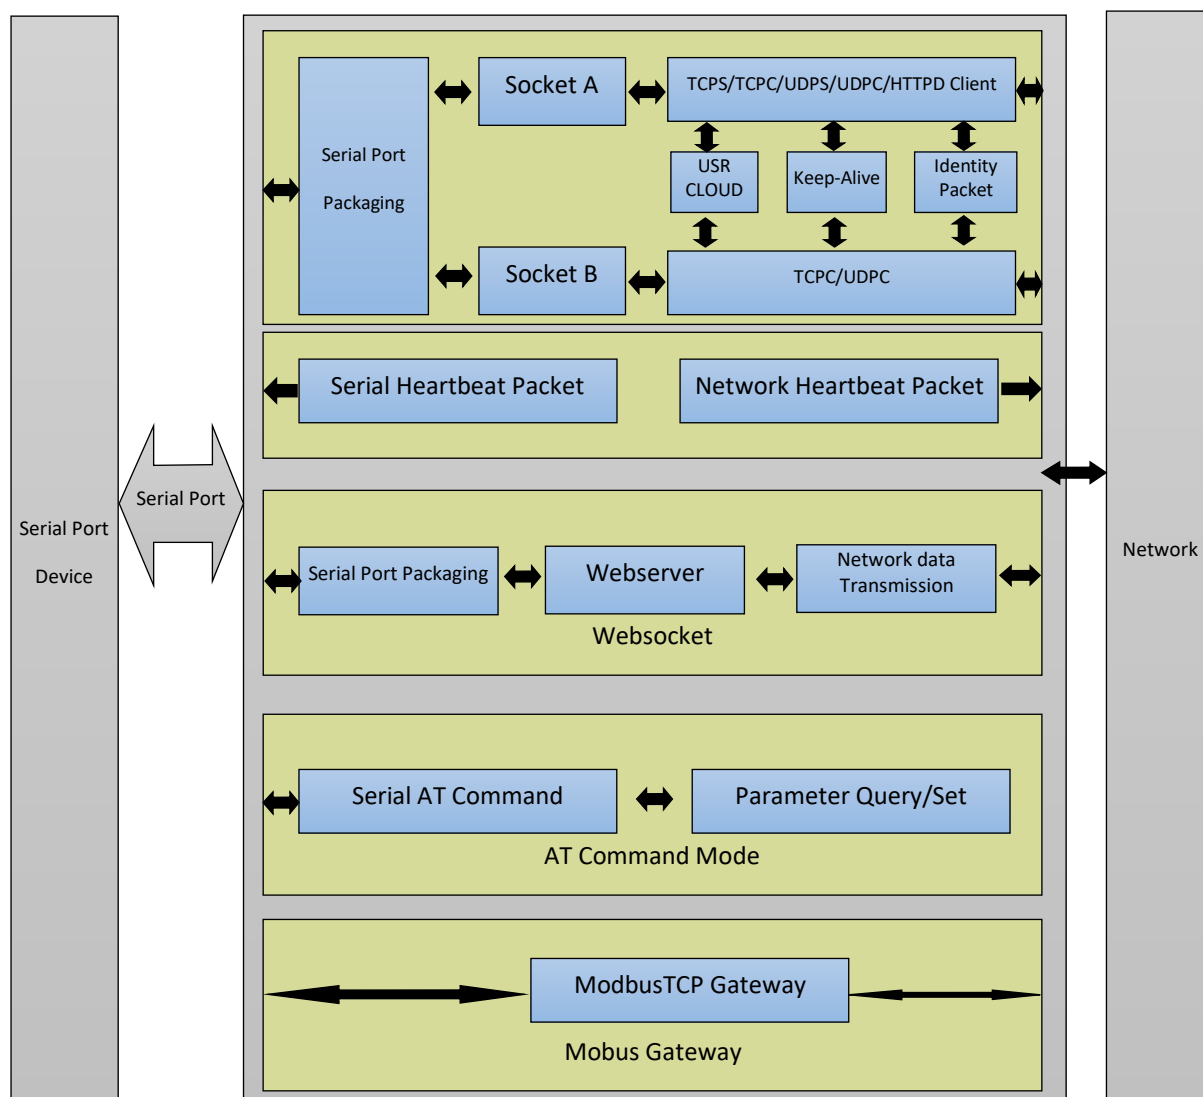 Serial Port
Device
Serial Port
Serial Port
Packaging
Socket A
TCPS/TCPC/UDPS/UDPC/HTTPD Client
USR
CLOUD
Keep-Alive
Identity
Packet
Socket B
TCPC/UDPC
Serial Heartbeat Packet
Network Heartbeat Packet
Serial Port Packaging
Webserver
Network data
Transmission
Websocket
Serial AT Command
Parameter Query/Set
AT Command Mode
ModbusTCP Gateway
Mobus Gateway
Network